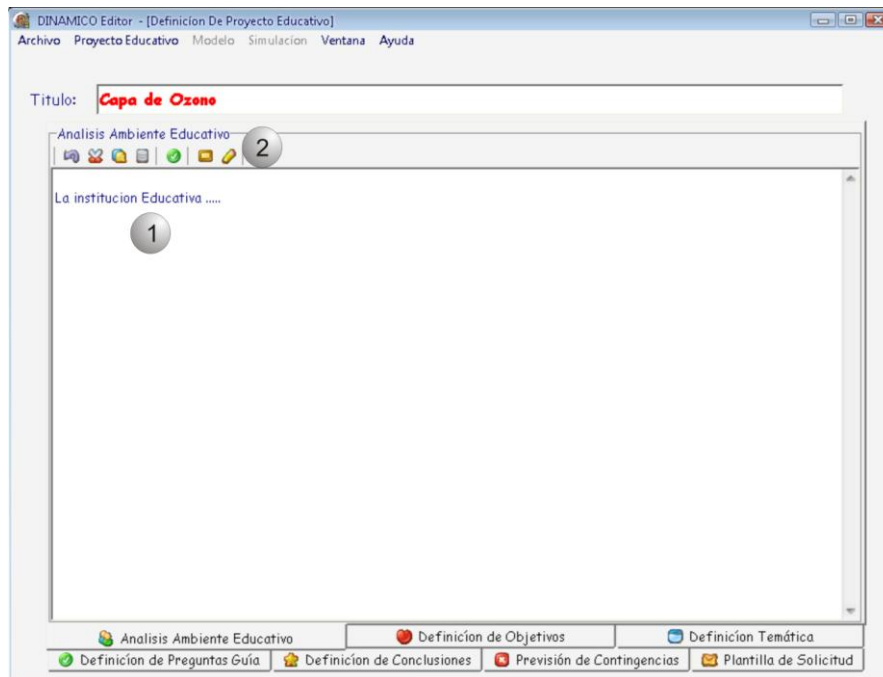 DINAMICO Editor - [Definicíon De Proyecto Educativo]
Archivo Proyecto Educativo Modelo Simulacion Ventana Ayuda
Titulo: Capa de Ozono
Analisis Ambiente Educativo
2
La institucion Educativa .....
1
Analisis Ambiente Educativo Definicíon de Objetivos Definicíon Temática
Definicíon de Preguntas Guía Definicíon de Conclusiones Previsión de Contingencias Plantilla de Solicitud